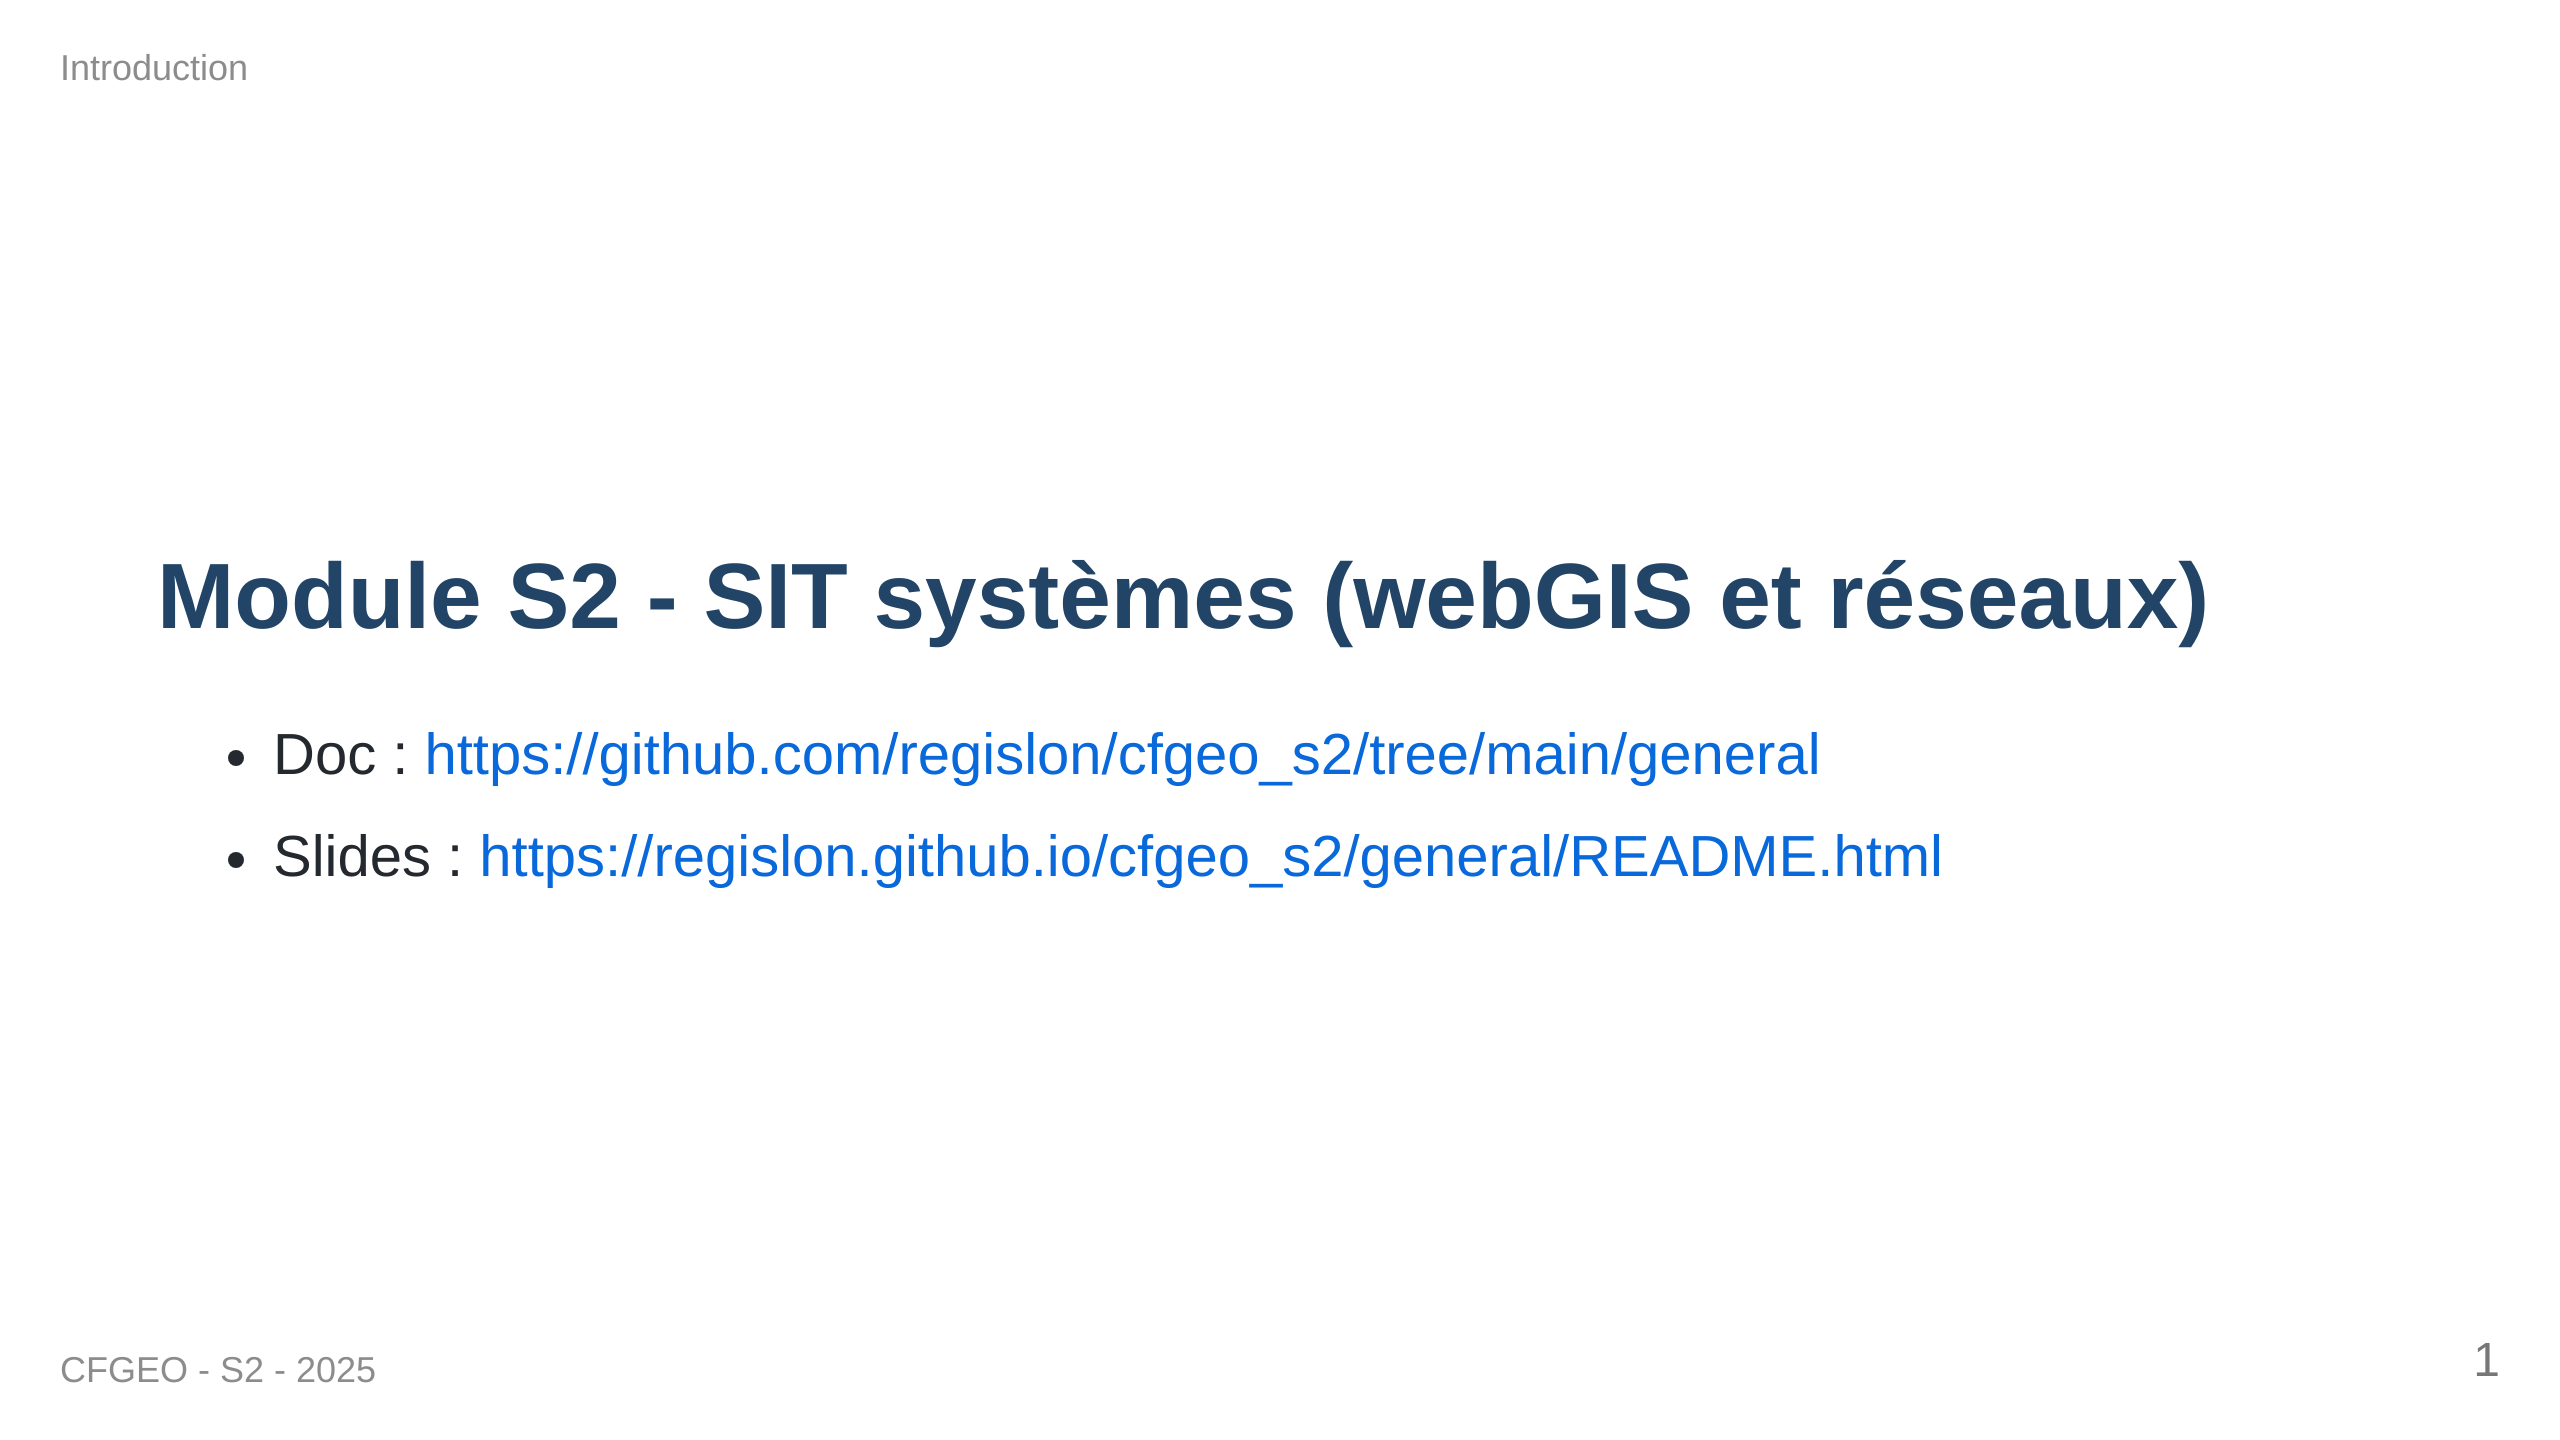 Introduction
Module S2 - SIT systèmes (webGIS et réseaux)
• Doc : https://github.com/regislon/cfgeo_s2/tree/main/general
• Slides : https://regislon.github.io/cfgeo_s2/general/README.html
CFGEO - S2 - 2025
1